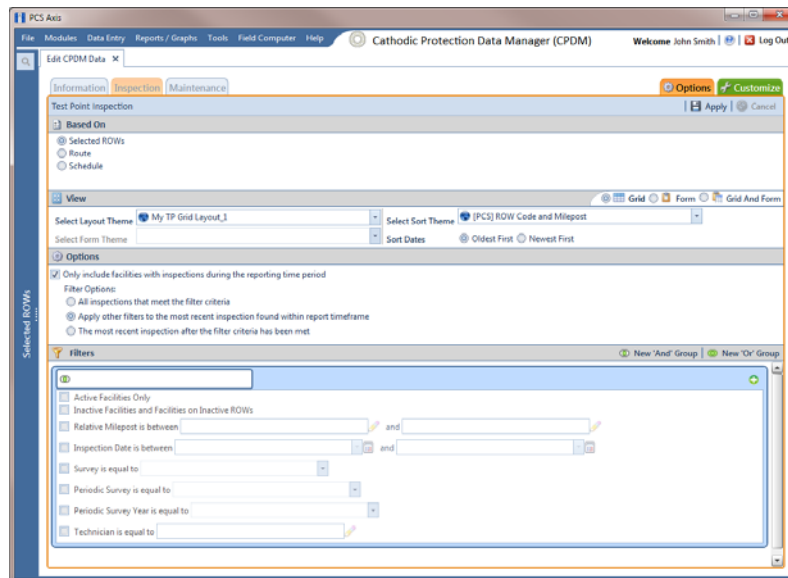 PCS Axis
File Modules Data Entry Reports / Graphs Tools Field Computer Help Cathodic Protection Data Manager (CPDM) Welcome John Smith | | Log Out
Edit CPDM Data
Information Inspection Maintenance Options Customize
Test Point Inspection | Apply | Cancel
Based On
Selected ROWs
Route
Schedule
View Grid Form Grid And Form
Select Layout Theme My TP Grid Layout_1 Select Sort Theme [PCS] ROW Code and Milepost
Select Form Theme Sort Dates Oldest First Newest First
Options
Only include facilities with inspections during the reporting time period
Filter Options:
All inspections that meet the filter criteria
Apply other filters to the most recent inspection found within report timeframe
The most recent inspection after the filter criteria has been met
Selected ROWs
Filters New 'And' Group | New 'Or' Group
Active Facilities Only
Inactive Facilities and Facilities on Inactive ROWs
Relative Milepost is between and
Inspection Date is between and
Survey is equal to
Periodic Survey is equal to
Periodic Survey Year is equal to
Technician is equal to